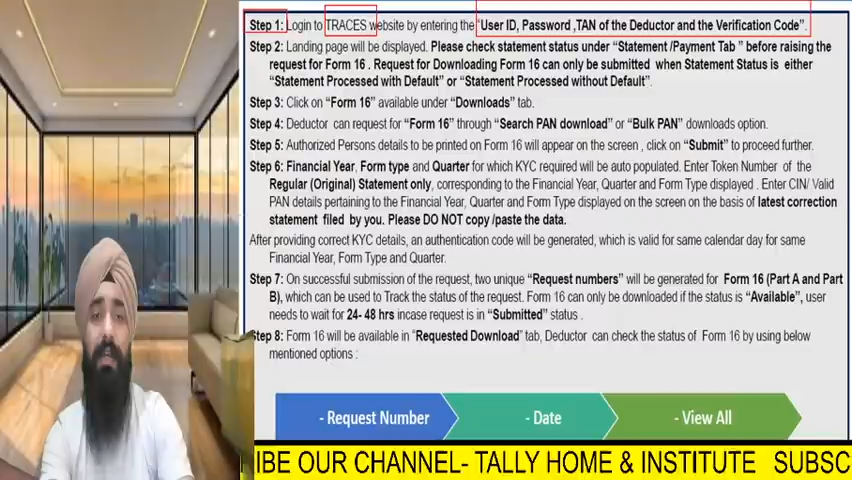 Step 1: Login to TRACES website by entering the "User ID, Password ,TAN of the Deductor and the Verification Code".
Step 2: Landing page will be displayed. Please check statement status under "Statement /Payment Tab " before raising the
request for Form 16 . Request for Downloading Form 16 can only be submitted when Statement Status is either
"Statement Processed with Default" or "Statement Processed without Default".
Step 3: Click on "Form 16" available under "Downloads" tab.
Step 4: Deductor can request for "Form 16" through "Search PAN download" or "Bulk PAN" downloads option.
Step 5: Authorized Persons details to be printed on Form 16 will appear on the screen , click on "Submit" to proceed further.
Step 6: Financial Year, Form type and Quarter for which KYC required will be auto populated. Enter Token Number of the
Regular (Original) Statement only, corresponding to the Financial Year, Quarter and Form Type displayed . Enter CIN/ Valid
PAN details pertaining to the Financial Year, Quarter and Form Type displayed on the screen on the basis of latest correction
statement filed by you. Please DO NOT copy /paste the data.
After providing correct KYC details, an authentication code will be generated, which is valid for same calendar day for same
Financial Year, Form Type and Quarter.
Step 7: On successful submission of the request, two unique "Request numbers" will be generated for Form 16 (Part A and Part
B), which can be used to Track the status of the request. Form 16 can only be downloaded if the status is "Available", user
needs to wait for 24- 48 hrs incase request is in "Submitted" status .
Step 8: Form 16 will be available in "Requested Download" tab, Deductor can check the status of Form 16 by using below
mentioned options :
- Request Number
- Date
- View All
IBE OUR CHANNEL- TALLY HOME & INSTITUTE SUBSC